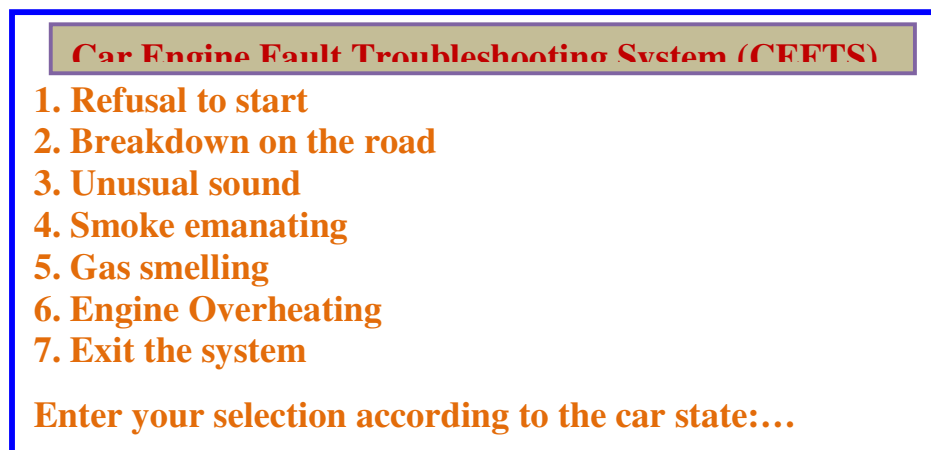 Car Engine Fault Troubleshooting System (CEFTS)
1. Refusal to start
2. Breakdown on the road
3. Unusual sound
4. Smoke emanating
5. Gas smelling
6. Engine Overheating
7. Exit the system
Enter your selection according to the car state:…